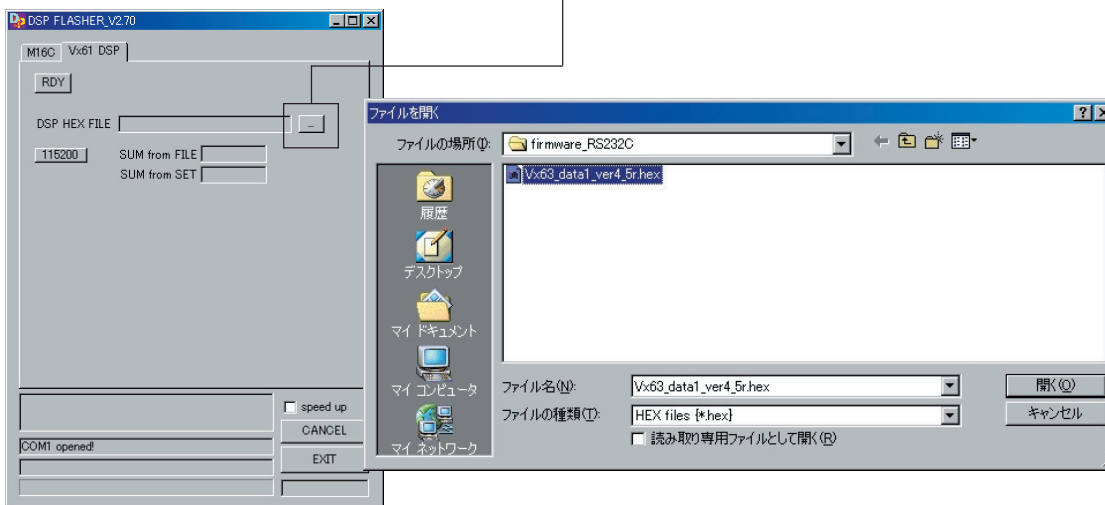 DSP FLASHER_V2.70
M16C Vx61 DSP
RDY
DSP HEX FILE ...
115200 SUM from FILE
SUM from SET
speed up
CANCEL
COM1 opened!
EXIT
ファイルを開く
ファイルの場所(I): firmware_RS232C
Vx63_data1_ver4_5r.hex
履歴
デスクトップ
マイ ドキュメント
マイ コンピュータ
マイ ネットワーク
ファイル名(N): Vx63_data1_ver4_5r.hex 開く(O)
ファイルの種類(T): HEX files {*.hex} キャンセル
読み取り専用ファイルとして開く(R)